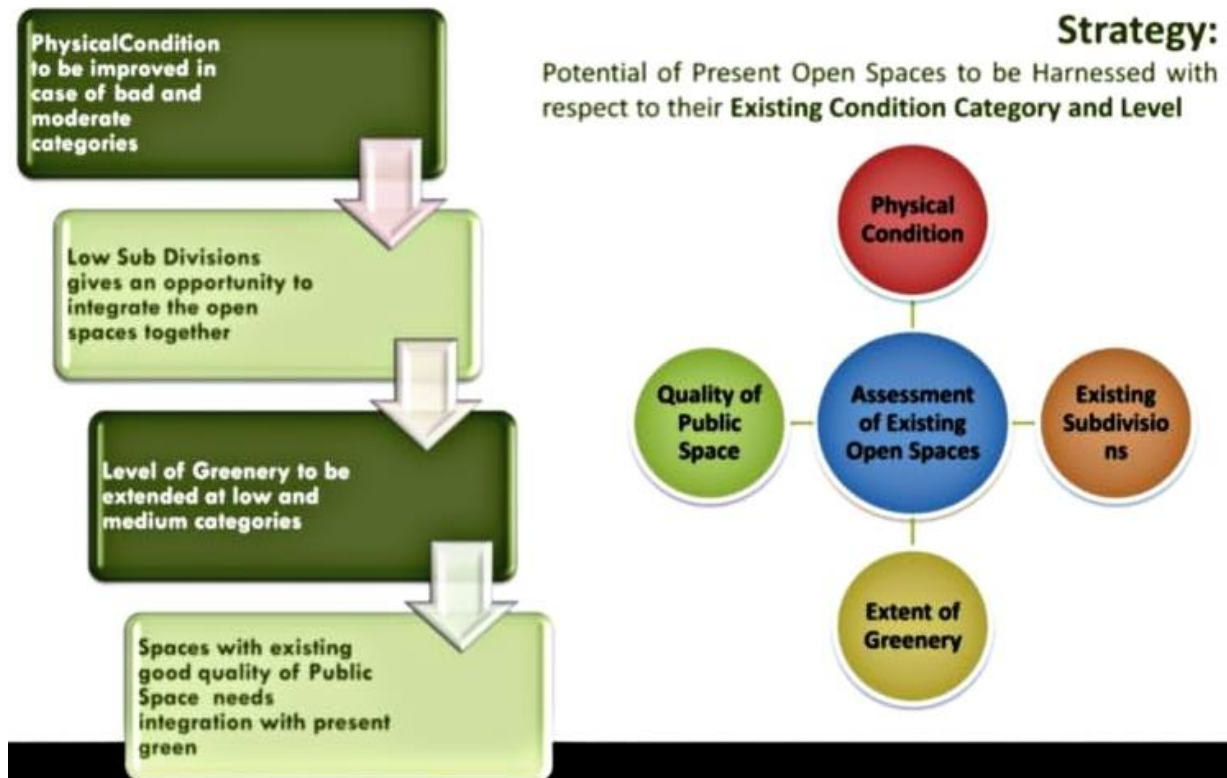 PhysicalCondition
to be improved in
case of bad and
moderate
categories
Low Sub Divisions
gives an opportunity to
integrate the open
spaces together
Level of Greenery to be
extended at low and
medium categories
Spaces with existing
good quality of Public
Space needs
integration with present
green
Strategy:
Potential of Present Open Spaces to be Harnessed with
respect to their Existing Condition Category and Level
Physical
Condition
Quality of
Public
Space
Assessment
of Existing
Open Spaces
Existing
Subdivisio
ns
Extent of
Greenery